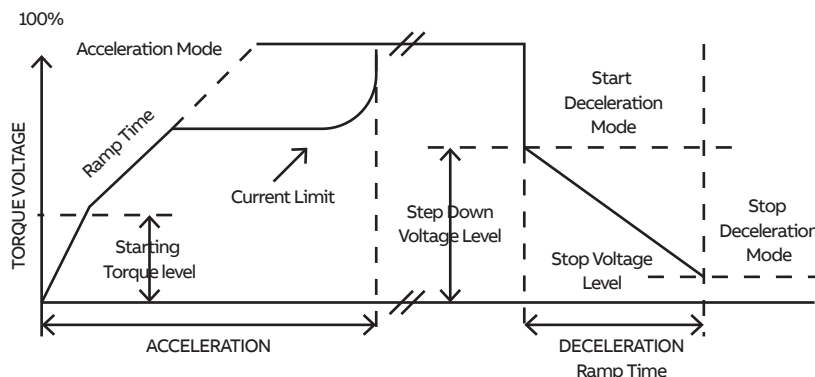 100%
Acceleration Mode
Ramp Time
TORQUE VOLTAGE
Current Limit
Starting
Torque level
Step Down
Voltage Level
Start
Deceleration
Mode
Stop Voltage
Level
Stop
Deceleration
Mode
ACCELERATION
DECELERATION
Ramp Time